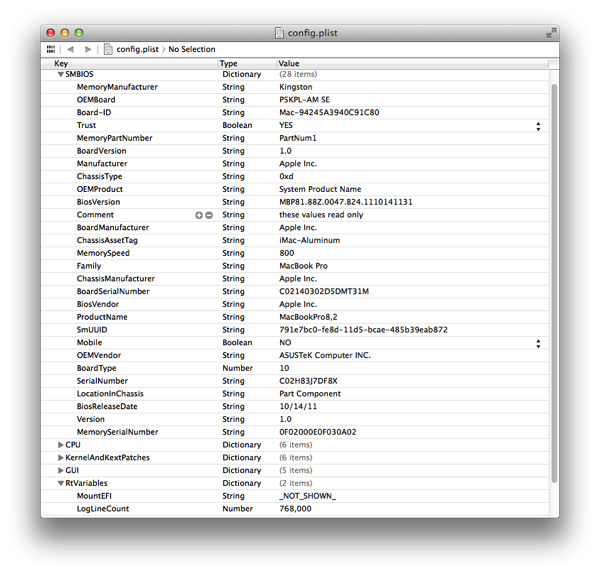 config.plist
config.plist No Selection
Key Type Value
SMBIOS Dictionary (28 items)
MemoryManufacturer String Kingston
OEMBoard String P5KPL-AM SE
Board-ID String Mac-94245A3940C91C80
Trust Boolean YES
MemoryPartNumber String PartNum1
BoardVersion String 1.0
Manufacturer String Apple Inc.
ChassisType String 0xd
OEMProduct String System Product Name
BiosVersion String MBP81.88Z.0047.B24.1110141131
Comment String these values read only
BoardManufacturer String Apple Inc.
ChassisAssetTag String iMac-Aluminum
MemorySpeed String 800
Family String MacBook Pro
ChassisManufacturer String Apple Inc.
BoardSerialNumber String C02140302D5DMT31M
BiosVendor String Apple Inc.
ProductName String MacBookPro8,2
SmUUID String 791e7bc0-fe8d-11d5-bcae-485b39eab872
Mobile Boolean NO
OEMVendor String ASUSTeK Computer INC.
BoardType Number 10
SerialNumber String C02H83J7DF8X
LocationInChassis String Part Component
BiosReleaseDate String 10/14/11
Version String 1.0
MemorySerialNumber String 0F02000E0F030A02
CPU Dictionary (6 items)
KernelAndKextPatches Dictionary (6 items)
GUI Dictionary (5 items)
RtVariables Dictionary (2 items)
MountEFI String _NOT_SHOWN_
LogLineCount Number 768,000